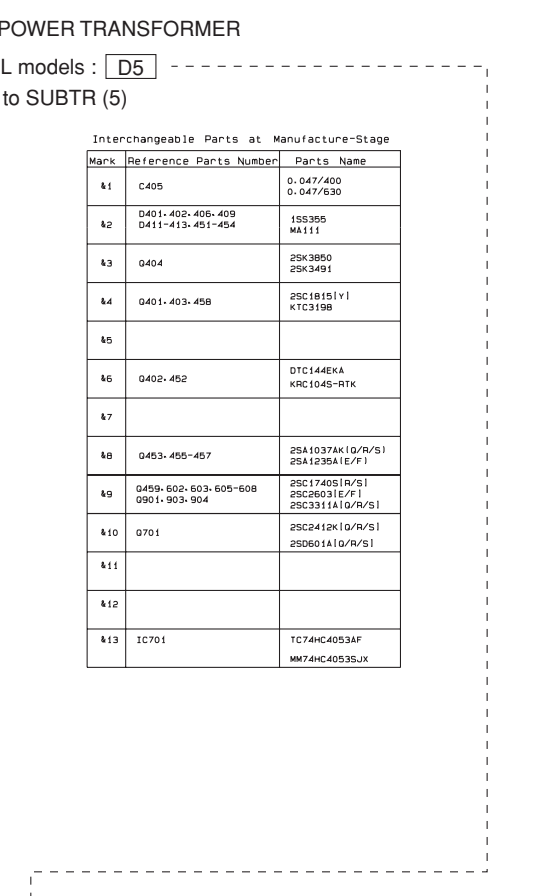 POWER TRANSFORMER
L models : D5
to SUBTR (5)
Interchangeable Parts at Manufacture-Stage
Mark Reference Parts Number Parts Name
&1 C405 0.047/400
0.047/630
&2 D401.402.406.409 1SS355
D411-413.451-454 MA111
&3 Q404 2SK3850
2SK3491
&4 Q401.403.458 2SC1815(Y)
KTC3198
&5
&6 Q402.452 DTC144EKA
KRC104S-RTK
&7
&8 Q453.455-457 2SA1037AK(Q/R/S)
2SA1235A(E/F)
&9 Q459.602.603.605-608 2SC1740S(R/S)
Q901.903.904 2SC2603(E/F)
2SC3311A(Q/R/S)
&10 Q701 2SC2412K(Q/R/S)
2SD601A(Q/R/S)
&11
&12
&13 IC701 TC74HC4053AF
MM74HC4053SJX